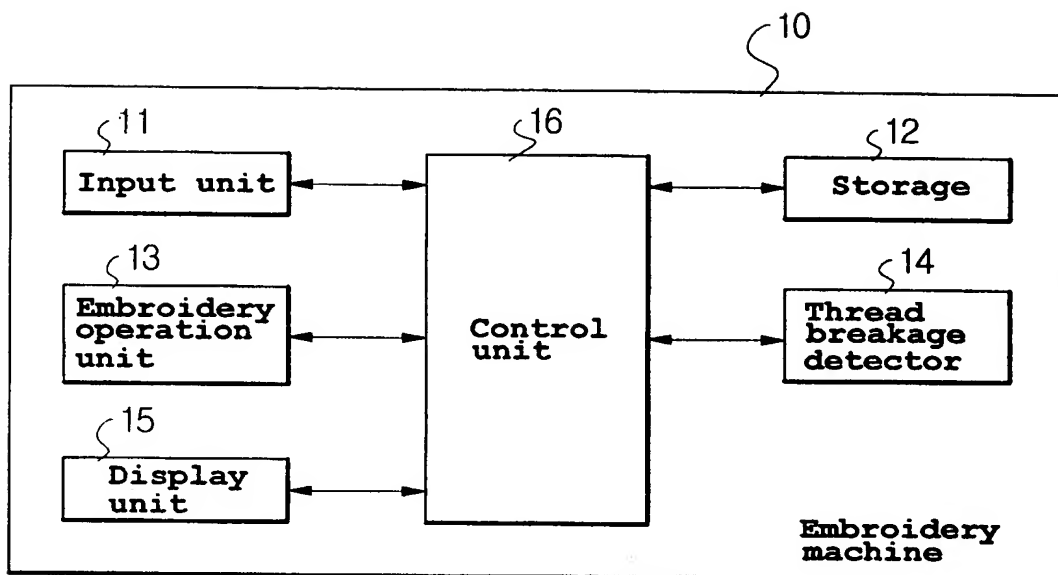 10
11
16
12
Input unit
Storage
13
14
Embroidery
operation
unit
Control
unit
Thread
breakage
detector
15
Display
unit
Embroidery
machine